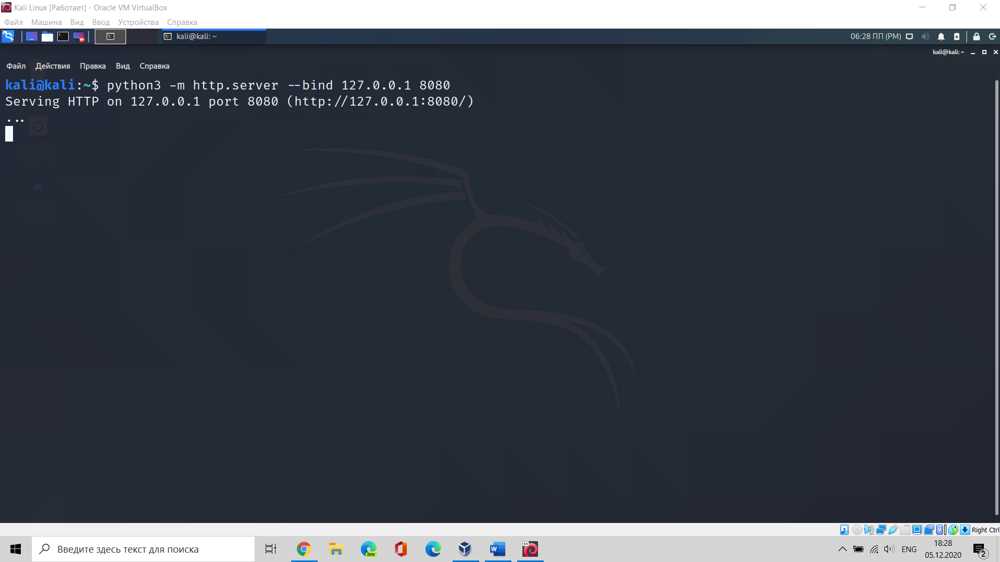 Kali Linux [Работает] - Oracle VM VirtualBox
Файл Машина Вид Ввод Устройства Справка
kali@kali: ~
06:28 ПП (PM)
kali@kali: ~
Файл Действия Правка Вид Справка
kali@kali:~$ python3 -m http.server --bind 127.0.0.1 8080
Serving HTTP on 127.0.0.1 port 8080 (http://127.0.0.1:8080/)
...
Файловая
система
Домашний
каталог
Right Ctrl
Введите здесь текст для поиска
DEV
64
ENG
18:28
05.12.2020
2